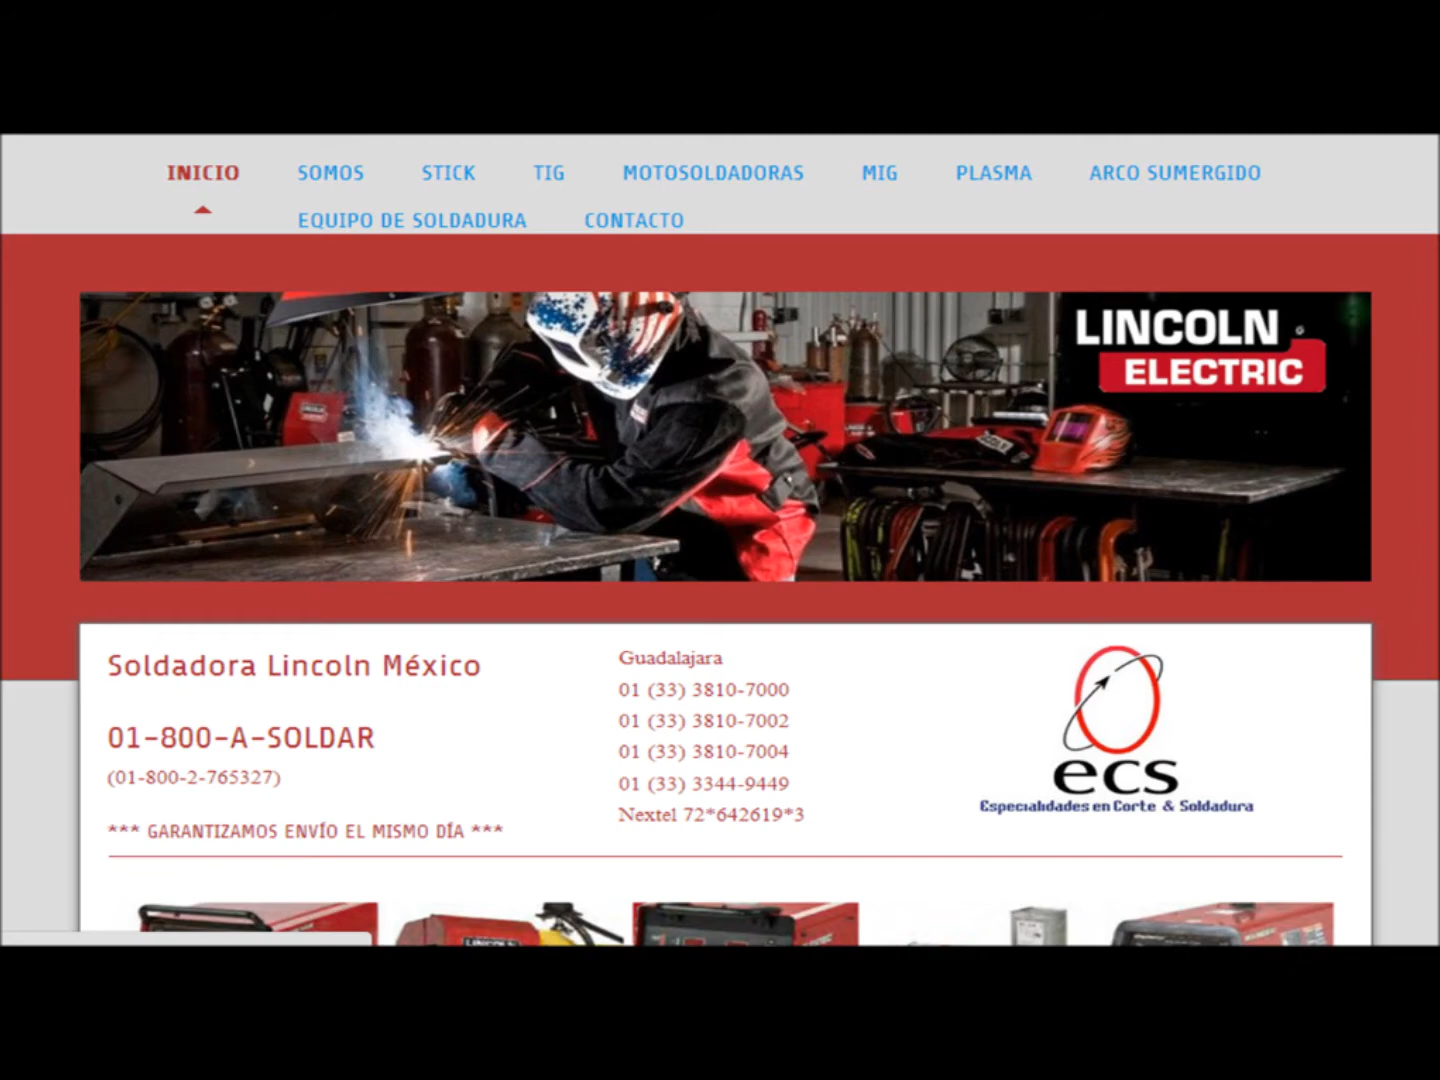 INICIO SOMOS STICK TIG MOTOSOLDADORAS MIG PLASMA ARCO SUMERGIDO
EQUIPO DE SOLDADURA CONTACTO
LINCOLN
ELECTRIC
Soldadora Lincoln México
01-800-A-SOLDAR
(01-800-2-765327)
*** GARANTIZAMOS ENVÍO EL MISMO DÍA ***
Guadalajara
01 (33) 3810-7000
01 (33) 3810-7002
01 (33) 3810-7004
01 (33) 3344-9449
Nextel 72*642619*3
ecs
Especialidades en Corte & Soldadura
LINCOLN